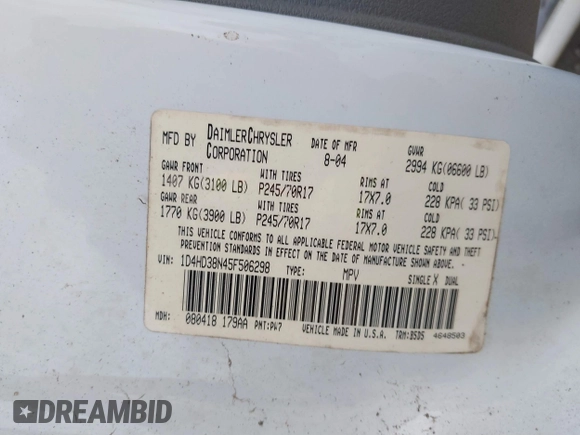 MFD BY DAIMLERCHRYSLER CORPORATION DATE OF MFR 8-04 GVWR 2994 KG(06600 LB)
GAWR FRONT WITH TIRES RIMS AT COLD
1407 KG(3100 LB) P245/70R17 17X7.0 228 KPA( 33 PSI)
GAWR REAR WITH TIRES RIMS AT COLD
1770 KG(3900 LB) P245/70R17 17X7.0 228 KPA( 33 PSI)
THIS VEHICLE CONFORMS TO ALL APPLICABLE FEDERAL MOTOR VEHICLE SAFETY AND THEFT
PREVENTION STANDARDS IN EFFECT ON THE DATE OF MANUFACTURE SHOWN ABOVE.
VIN: 1D4HD38N45F506298 TYPE: MPV SINGLE X DUAL
MDH: 080418 179AA PNT:PW7 VEHICLE MADE IN U.S.A. TRM:BSD5 4648503
DREAMBID